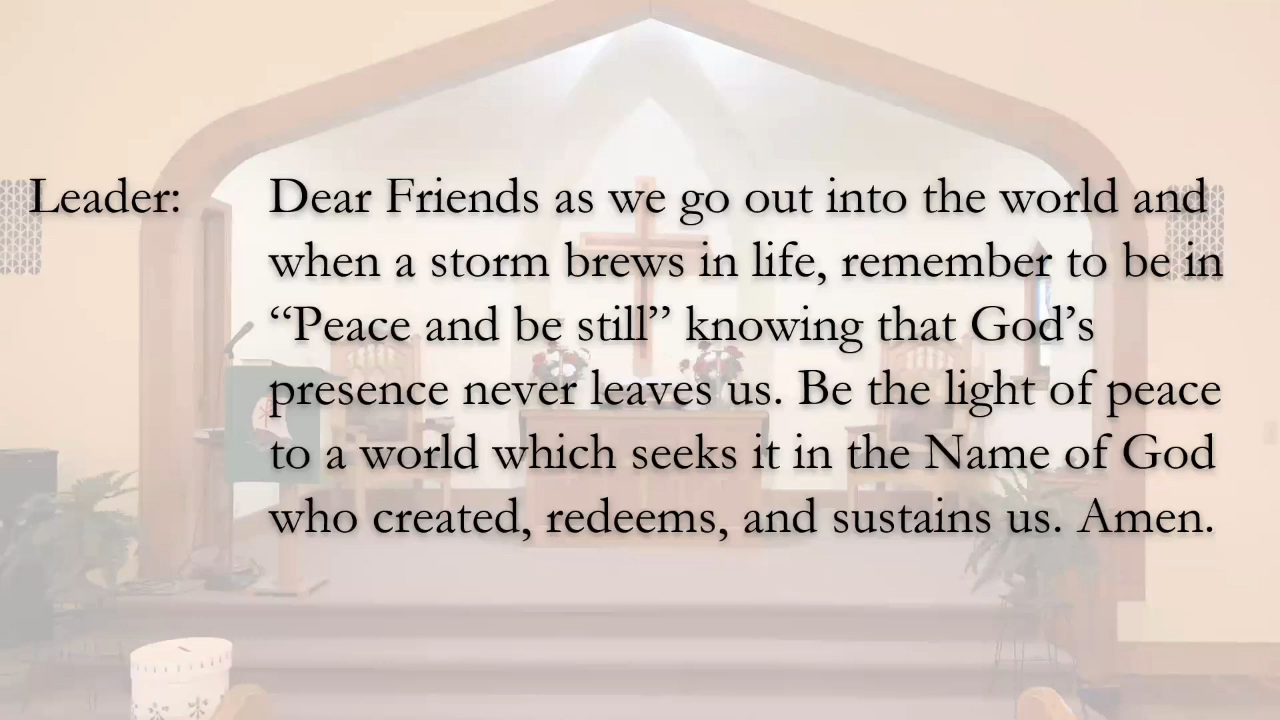 Leader: Dear Friends as we go out into the world and
when a storm brews in life, remember to be in
“Peace and be still” knowing that God’s
presence never leaves us. Be the light of peace
to a world which seeks it in the Name of God
who created, redeems, and sustains us. Amen.